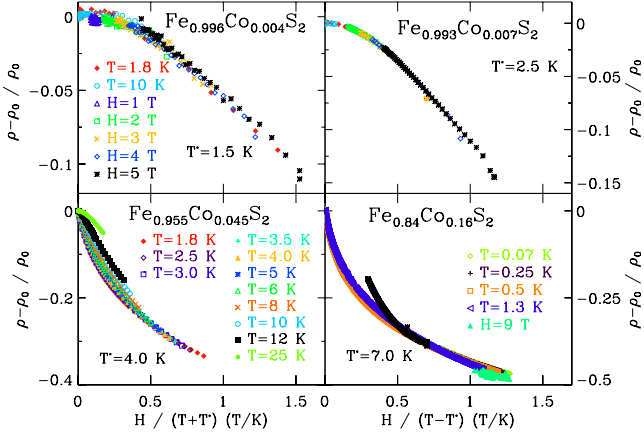 Fe0.996Co0.004S2
Fe0.993Co0.007S2
0
-0.05
-0.1
ρ-ρ0 / ρ0
T=1.8 K
T=10 K
H=1 T
H=2 T
H=3 T
H=4 T
H=5 T
T*=1.5 K
T*=2.5 K
0
-0.05
-0.1
-0.15
ρ-ρ0 / ρ0
Fe0.955Co0.045S2
Fe0.84Co0.16S2
0
-0.2
-0.4
ρ-ρ0 / ρ0
T=1.8 K
T=2.5 K
T=3.0 K
T=3.5 K
T=4.0 K
T=5 K
T=6 K
T=8 K
T=10 K
T=12 K
T=25 K
T*=4.0 K
T=0.07 K
T=0.25 K
T=0.5 K
T=1.3 K
H=9 T
T*=7.0 K
0
-0.25
-0.5
ρ-ρ0 / ρ0
0 0.5 1 1.5
0 0.5 1 1.5
H / (T+T*) (T/K)
H / (T-T*) (T/K)